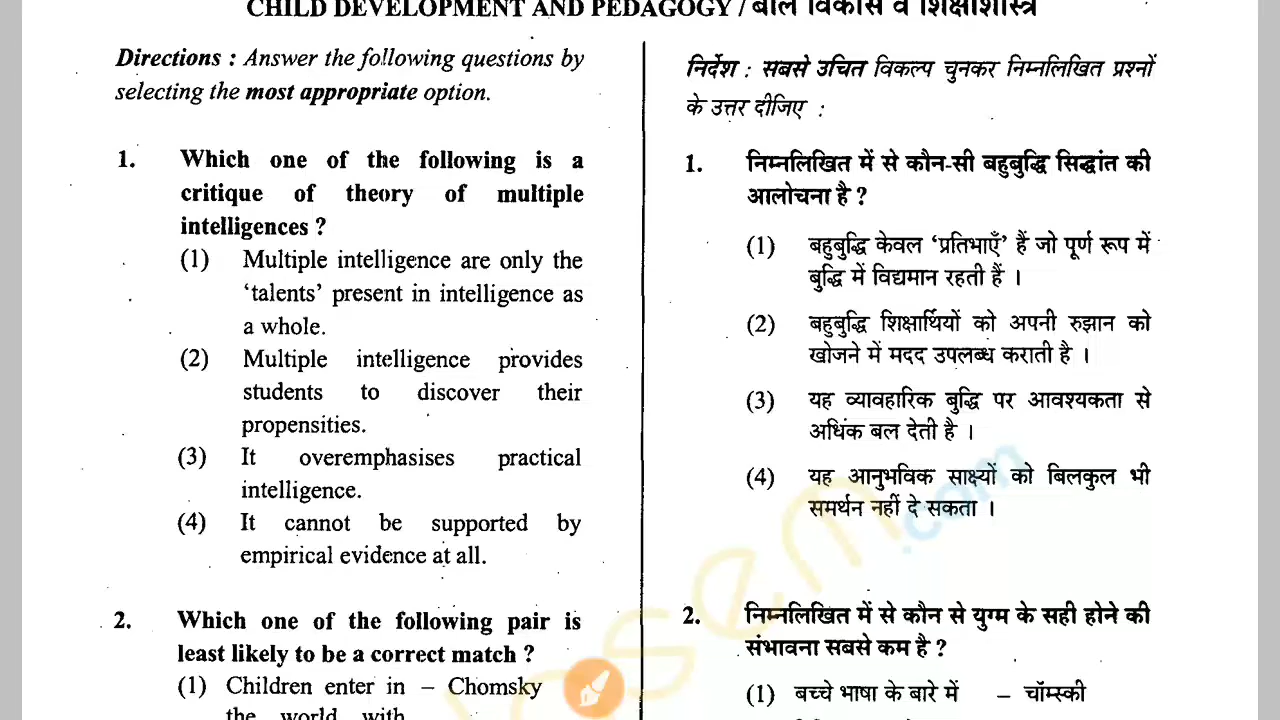 CHILD DEVELOPMENT AND PEDAGOGY / बाल विकास व शिक्षाशास्त्र
Directions : Answer the following questions by
selecting the most appropriate option.
1. Which one of the following is a
critique of theory of multiple
intelligences ?
(1) Multiple intelligence are only the
‘talents’ present in intelligence as
a whole.
(2) Multiple intelligence provides
students to discover their
propensities.
(3) It overemphasises practical
intelligence.
(4) It cannot be supported by
empirical evidence at all.
2. Which one of the following pair is
least likely to be a correct match ?
(1) Children enter in – Chomsky
the world with
निर्देश : सबसे उचित विकल्प चुनकर निम्नलिखित प्रश्नों
के उत्तर दीजिए :
1. निम्नलिखित में से कौन-सी बहुबुद्धि सिद्धांत की
आलोचना है ?
(1) बहुबुद्धि केवल ‘प्रतिभाएँ’ हैं जो पूर्ण रूप में
बुद्धि में विद्यमान रहती हैं ।
(2) बहुबुद्धि शिक्षार्थियों को अपनी रुझान को
खोजने में मदद उपलब्ध कराती है ।
(3) यह व्यावहारिक बुद्धि पर आवश्यकता से
अधिक बल देती है ।
(4) यह आनुभविक साक्ष्यों को बिलकुल भी
समर्थन नहीं दे सकता ।
2. निम्नलिखित में से कौन से युग्म के सही होने की
संभावना सबसे कम है ?
(1) बच्चे भाषा के बारे में – चॉम्स्की
sem.com